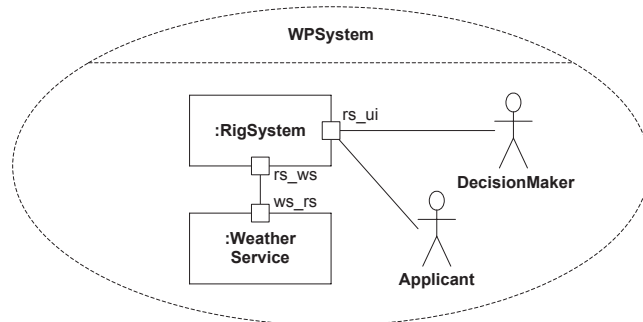 WPSystem
rs_ui
:RigSystem
rs_ws
DecisionMaker
ws_rs
:Weather
Service
Applicant